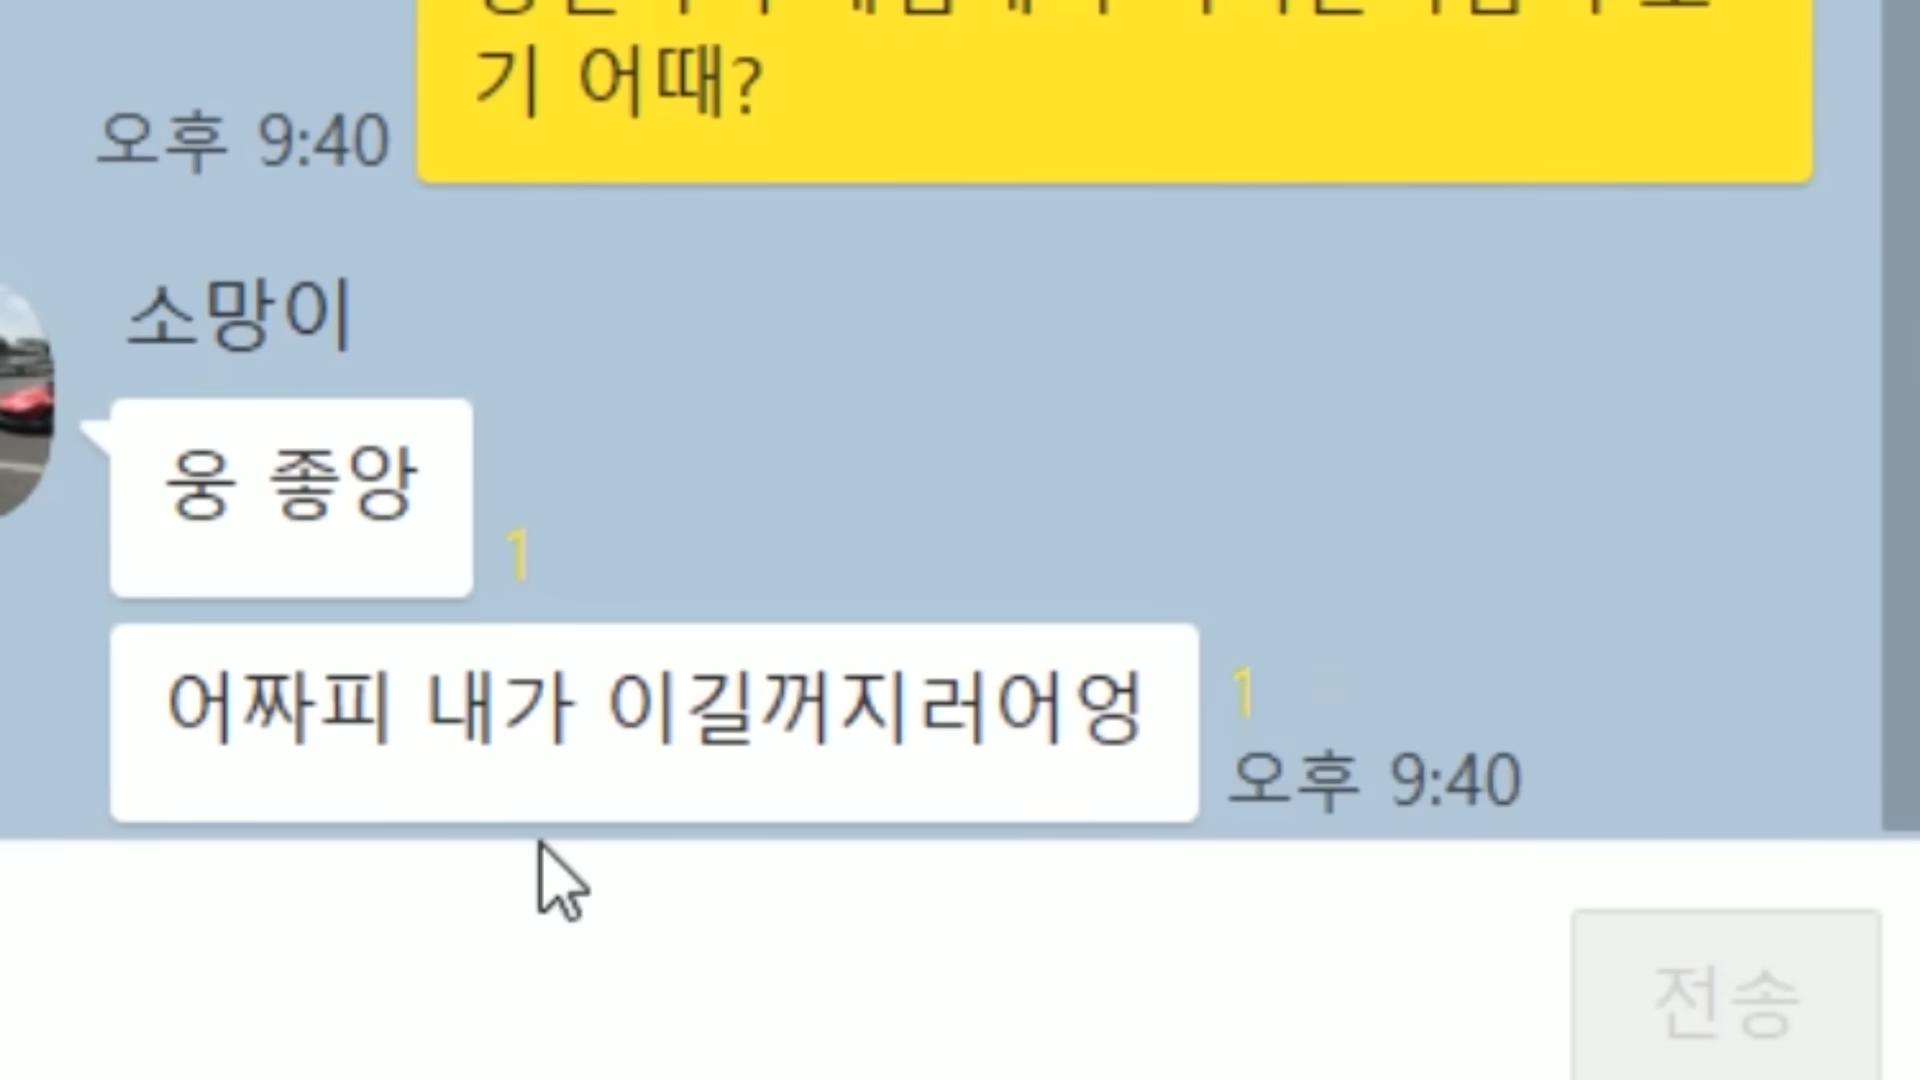 기 어때?
오후 9:40
소망이
웅 좋앙
1
어짜피 내가 이길꺼지러어엉
1
오후 9:40
전송